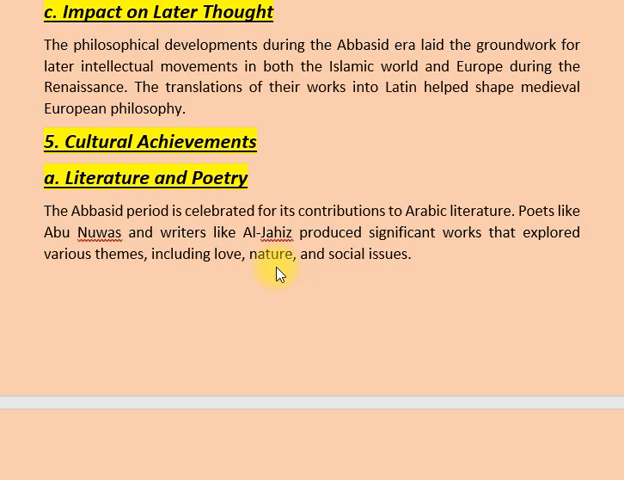 c. Impact on Later Thought
The philosophical developments during the Abbasid era laid the groundwork for
later intellectual movements in both the Islamic world and Europe during the
Renaissance. The translations of their works into Latin helped shape medieval
European philosophy.
5. Cultural Achievements
a. Literature and Poetry
The Abbasid period is celebrated for its contributions to Arabic literature. Poets like
Abu Nuwas and writers like Al-Jahiz produced significant works that explored
various themes, including love, nature, and social issues.